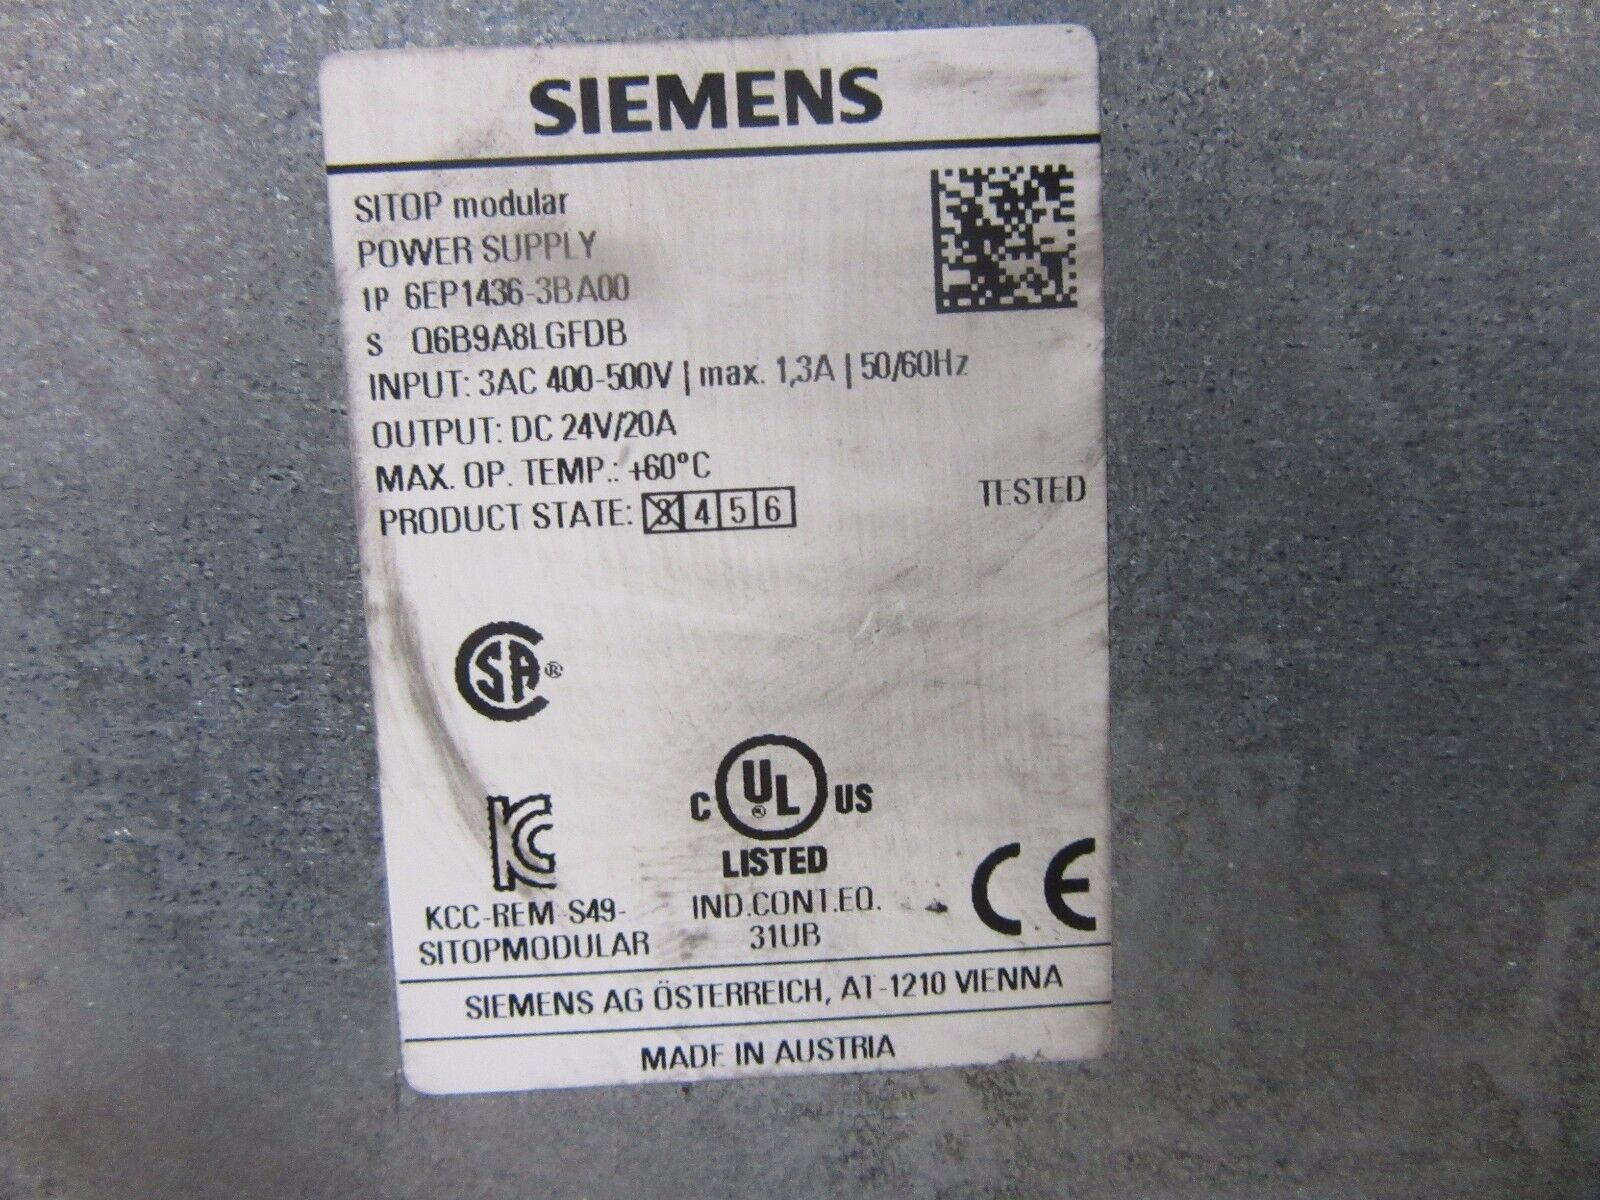 SIEMENS
SITOP modular
POWER SUPPLY
1P 6EP1436-3BA00
S Q6B9A8LGFDB
INPUT: 3AC 400-500V | max. 1,3A | 50/60Hz
OUTPUT: DC 24V/20A
MAX. OP. TEMP.: +60°C
PRODUCT STATE: 3 4 5 6
TESTED
SA ®
C UL ® US
LISTED
IND.CONT.EQ.
31UB
KC
KCC-REM-S49-
SITOPMODULAR
CE
SIEMENS AG ÖSTERREICH, AT-1210 VIENNA
MADE IN AUSTRIA